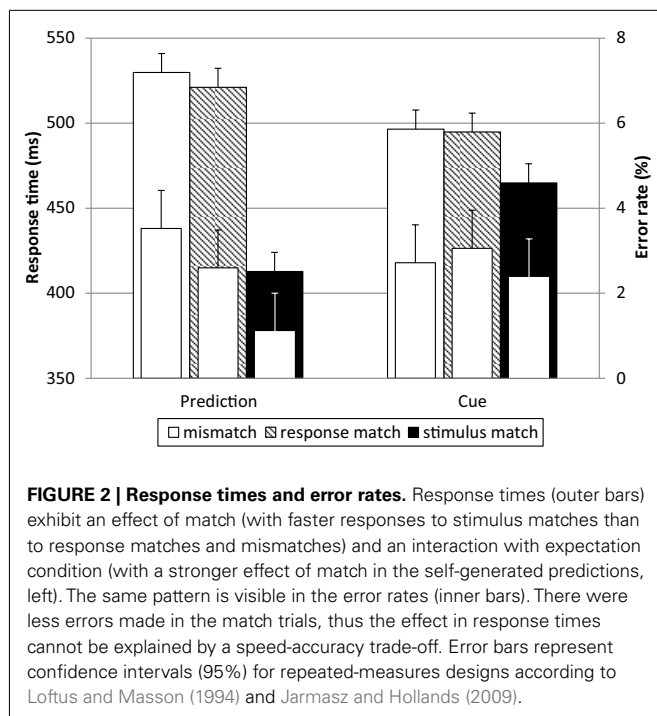 550
500
450
400
350
Response time (ms)
8
6
4
2
0
Error rate (%)
Prediction
Cue
mismatch
response match
stimulus match
FIGURE 2 | Response times and error rates. Response times (outer bars)
exhibit an effect of match (with faster responses to stimulus matches than
to response matches and mismatches) and an interaction with expectation
condition (with a stronger effect of match in the self-generated predictions,
left). The same pattern is visible in the error rates (inner bars). There were
less errors made in the match trials, thus the effect in response times
cannot be explained by a speed-accuracy trade-off. Error bars represent
confidence intervals (95%) for repeated-measures designs according to
Loftus and Masson (1994) and Jarmasz and Hollands (2009).